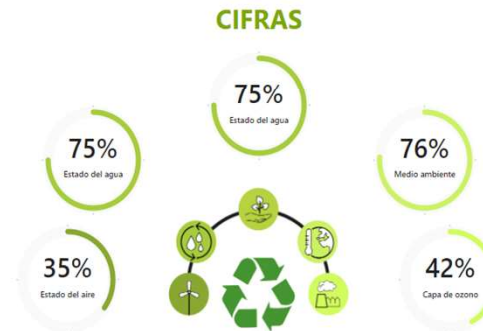 CIFRAS
75%
Estado del agua
75%
Estado del agua
76%
Medio ambiente
35%
Estado del aire
42%
Capa de ozono